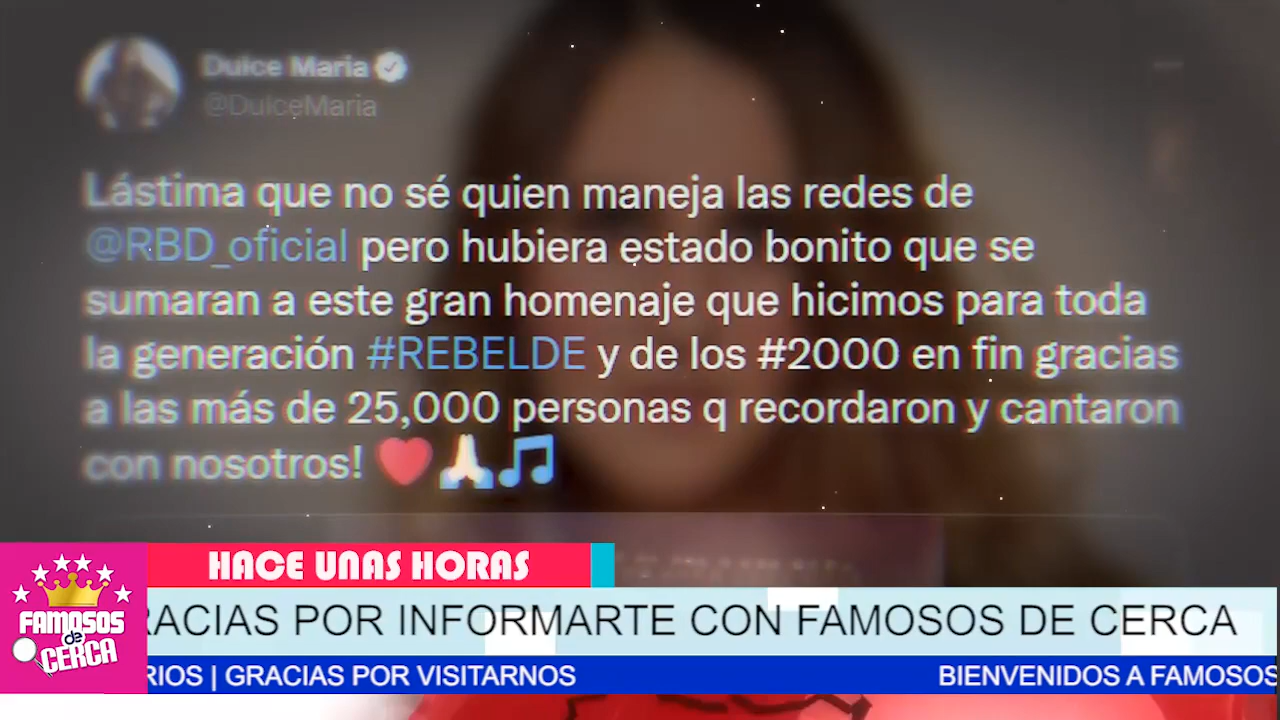 Dulce Maria
@DulceMaria
Lástima que no sé quien maneja las redes de
@RBD_oficial pero hubiera estado bonito que se
sumaran a este gran homenaje que hicimos para toda
la generación #REBELDE y de los #2000 en fin gracias
a las más de 25,000 personas q recordaron y cantaron
con nosotros! ❤️🙏🎵
HACE UNAS HORAS
RACIAS POR INFORMARTE CON FAMOSOS DE CERCA
FAMOSOS
de
CERCA
RIOS | GRACIAS POR VISITARNOS
BIENVENIDOS A FAMOSOS